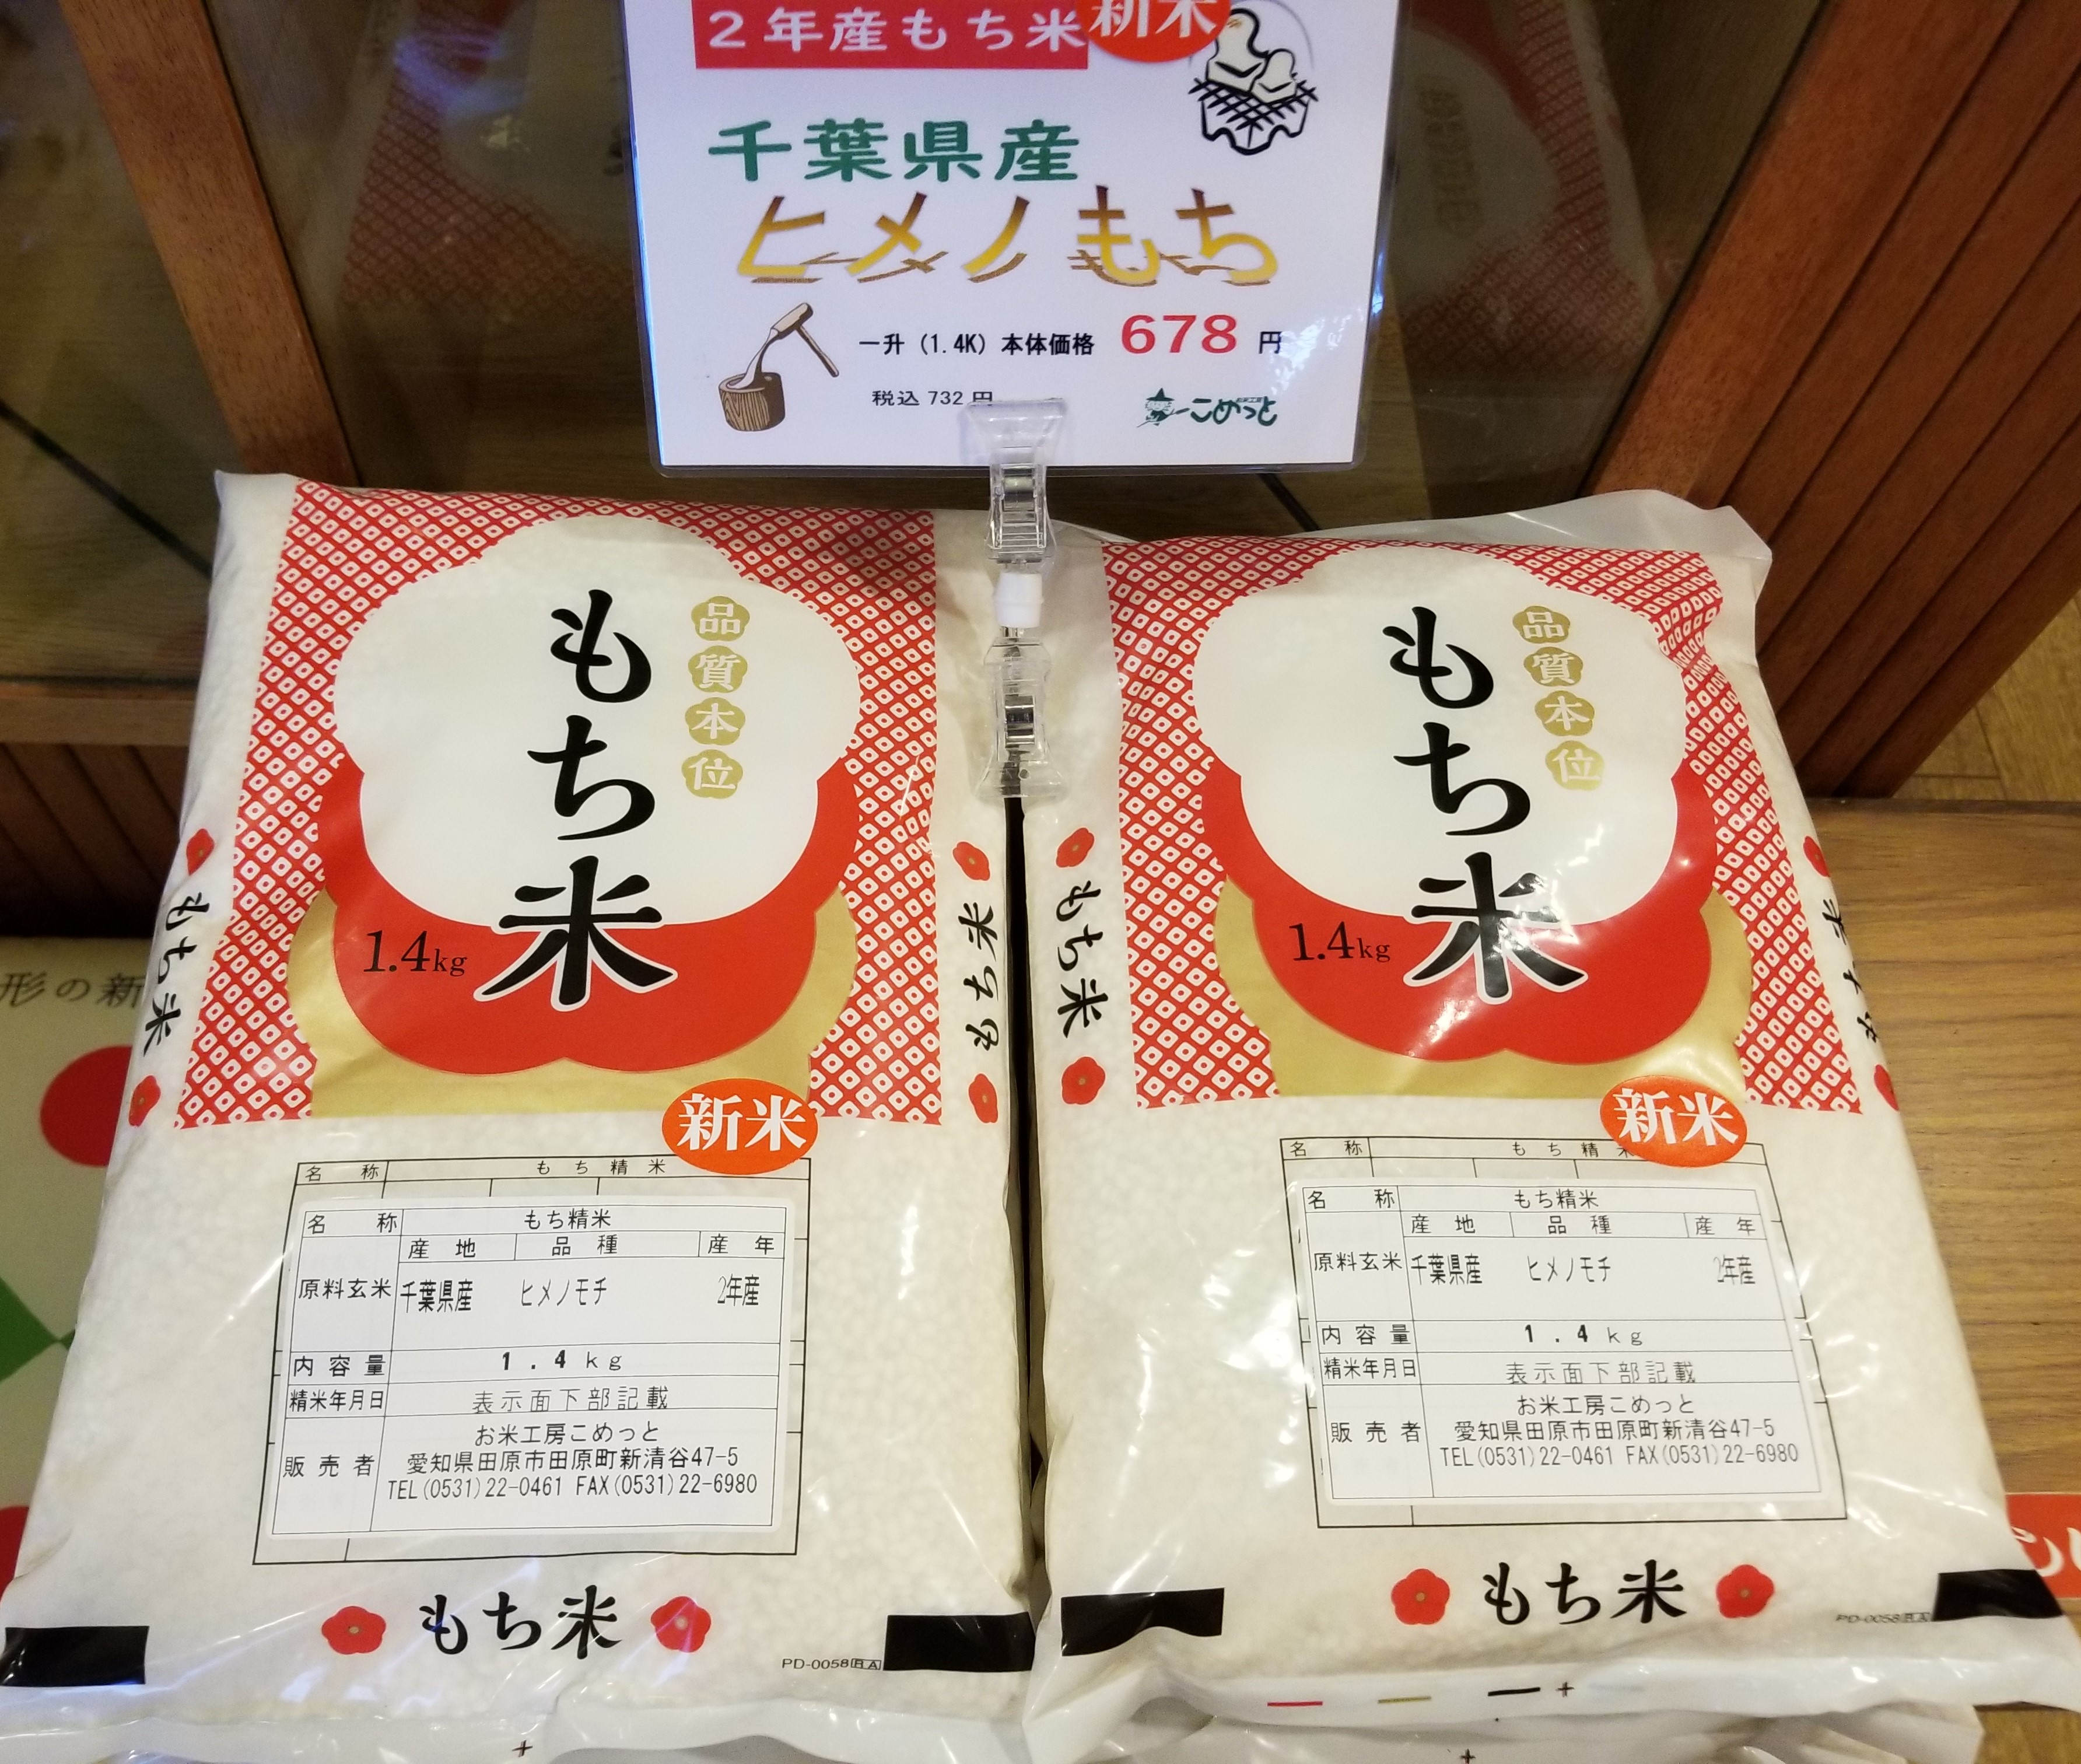 2年産もち米
新米
千葉県産
ヒメノもち
一升(1.4K)本体価格 678 円
税込 732 円
こめっと
もち米
品質本位
1.4kg
もち米
もち米
新米
名称 もち精米
名称 もち精米
産地 品種 産年
原料玄米 千葉県産 ヒメノモチ 2年産
内容量 1.4kg
精米年月日 表示面下部記載
販売者 お米工房こめっと
愛知県田原市田原町新清谷47-5
TEL(0531)22-0461 FAX(0531)22-6980
もち米
PD-0058
もち米
品質本位
1.4kg
もち米
新米
名称 もち精米
名称 もち精米
産地 品種 産年
原料玄米 千葉県産 ヒメノモチ 2年産
内容量 1.4kg
精米年月日 表示面下部記載
販売者 お米工房こめっと
愛知県田原市田原町新清谷47-5
TEL(0531)22-0461 FAX(0531)22-6980
もち米
PD-0058
形の新